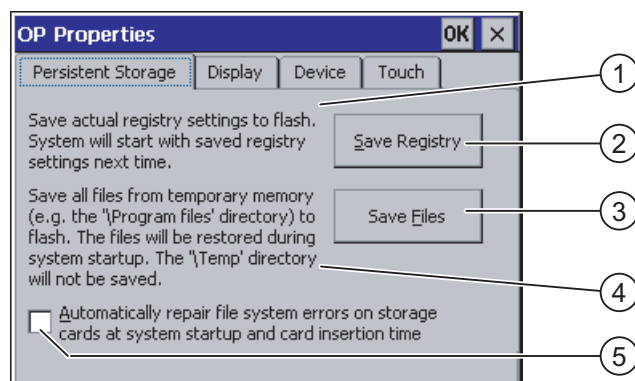 OP Properties OK ×
Persistent Storage Display Device Touch
1
Save actual registry settings to flash.
System will start with saved registry
settings next time.
Save Registry
2
Save all files from temporary memory
(e.g. the '\Program files' directory) to
flash. The files will be restored during
system startup. The '\Temp' directory
will not be saved.
Save Files
3
4
Automatically repair file system errors on storage
cards at system startup and card insertion time
5